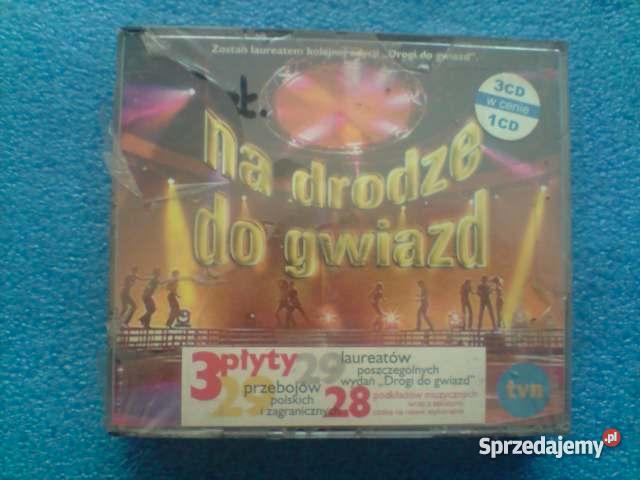 Zostań laureatem kolejnej edycji „Drogi do gwiazd".
3CD
w cenie
1CD
na drodze
do gwiazd
3 płyty
29 laureatów
poszczególnych
wydań „Drogi do gwiazd"
przebojów
polskich
i zagranicznych
28 podkładów muzycznych
tvn
Sprzedajemy.pl